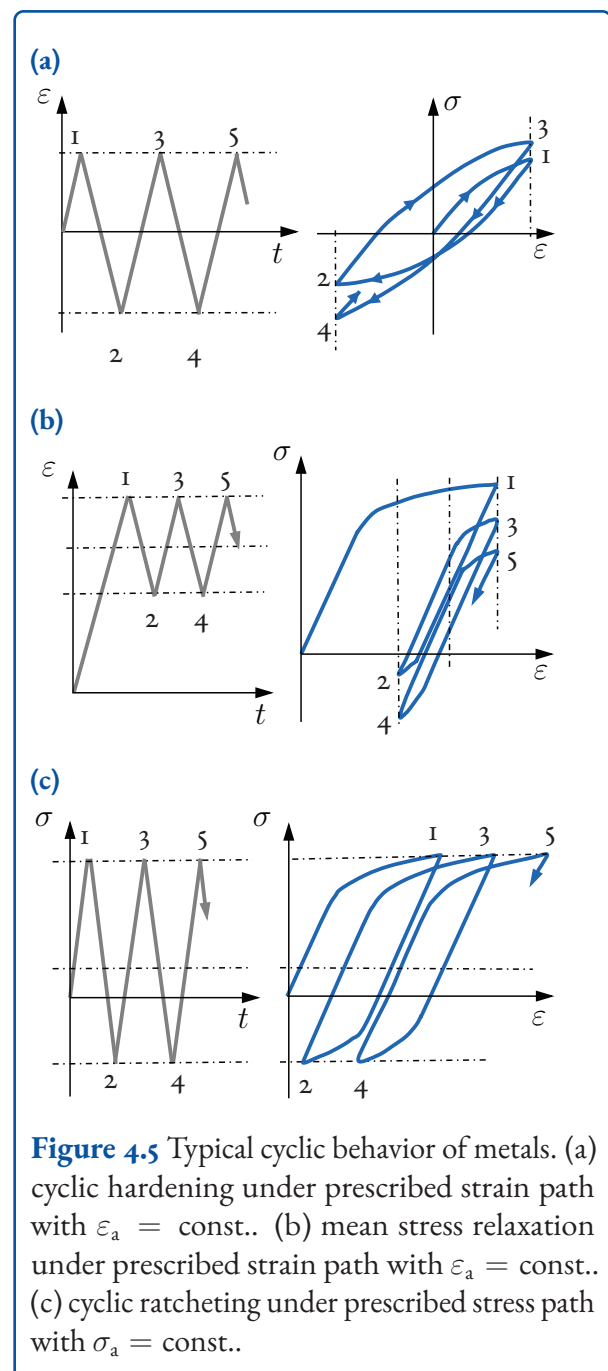 (a)
ε
1 3 5
t
2 4
σ
3
1
ε
2
4
(b)
ε
1 3 5
2 4
t
σ
1
3
5
2
ε
4
(c)
σ
1 3 5
t
2 4
σ
1 3 5
ε
2 4
Figure 4.5 Typical cyclic behavior of metals. (a)
cyclic hardening under prescribed strain path
with εₐ = const.. (b) mean stress relaxation
under prescribed strain path with εₐ = const..
(c) cyclic ratcheting under prescribed stress path
with σₐ = const..